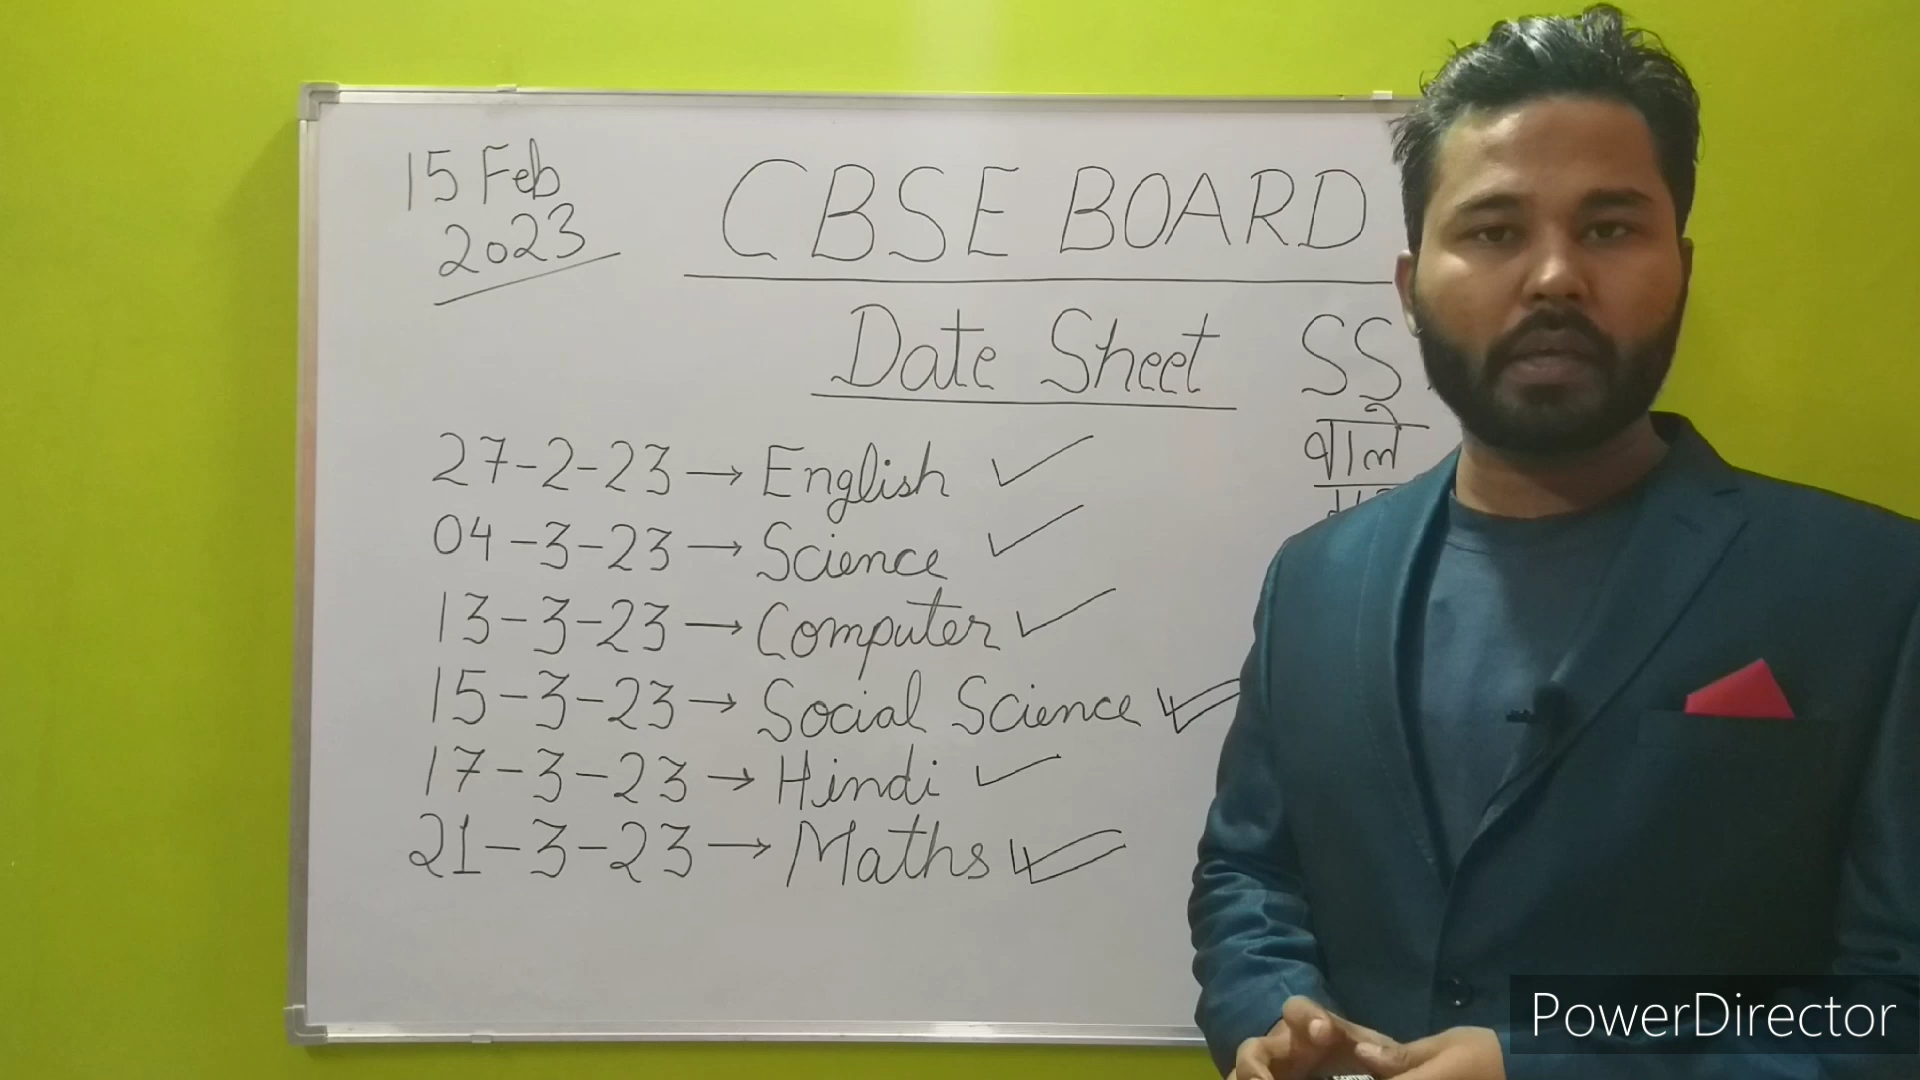 15 Feb
2023
CBSE BOARD
Date Sheet
SS
वाले
27-2-23 → English ✓
04-3-23 → Science ✓
13-3-23 → Computer ✓
15-3-23 → Social Science ✓
17-3-23 → Hindi ✓
21-3-23 → Maths ✓
PowerDirector